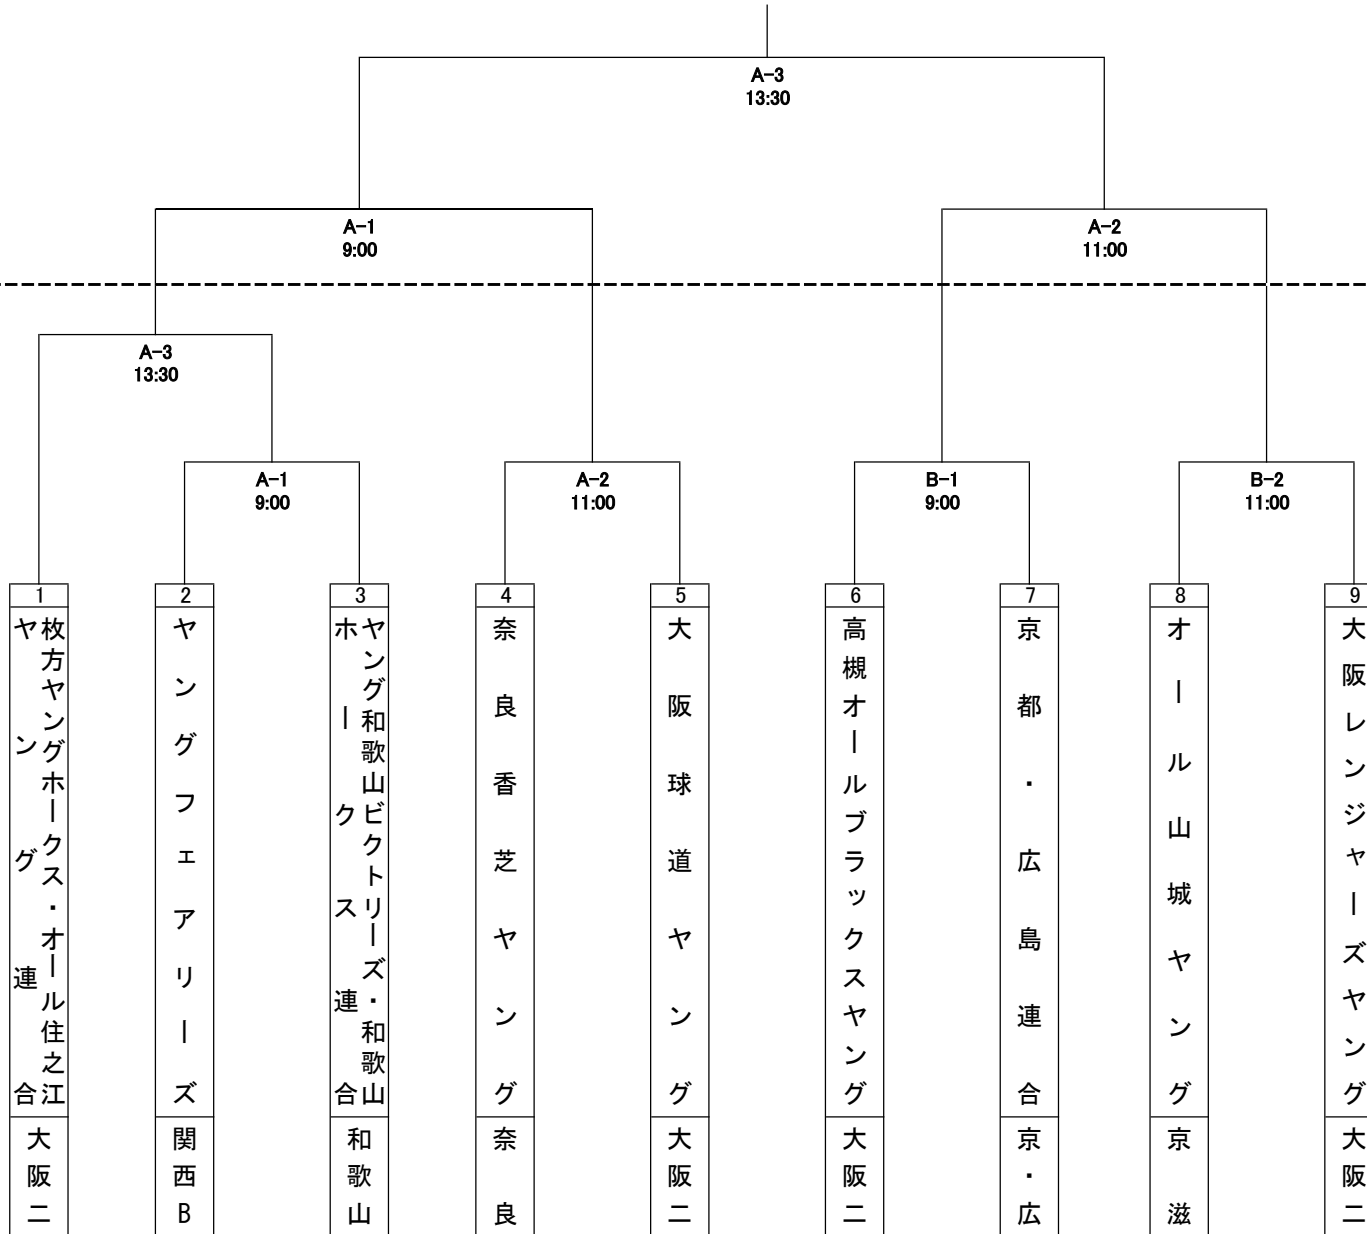 A-3
13:30
A-1
9:00
A-2
11:00
A-3
13:30
A-1
9:00
A-2
11:00
B-1
9:00
B-2
11:00
1
枚方ヤングホークス・オール住之江
ヤング連合
大阪二
2
ヤングフェアリーズ
関西B
3
ヤング和歌山ビクトリーズ・和歌山
ホークス連合
和歌山
4
奈良香芝ヤング
奈良
5
大阪球道ヤング
大阪二
6
高槻オールブラックスヤング
大阪二
7
京都・広島連合
京・広
8
オール山城ヤング
京滋
9
大阪レンジャーズヤング
大阪二